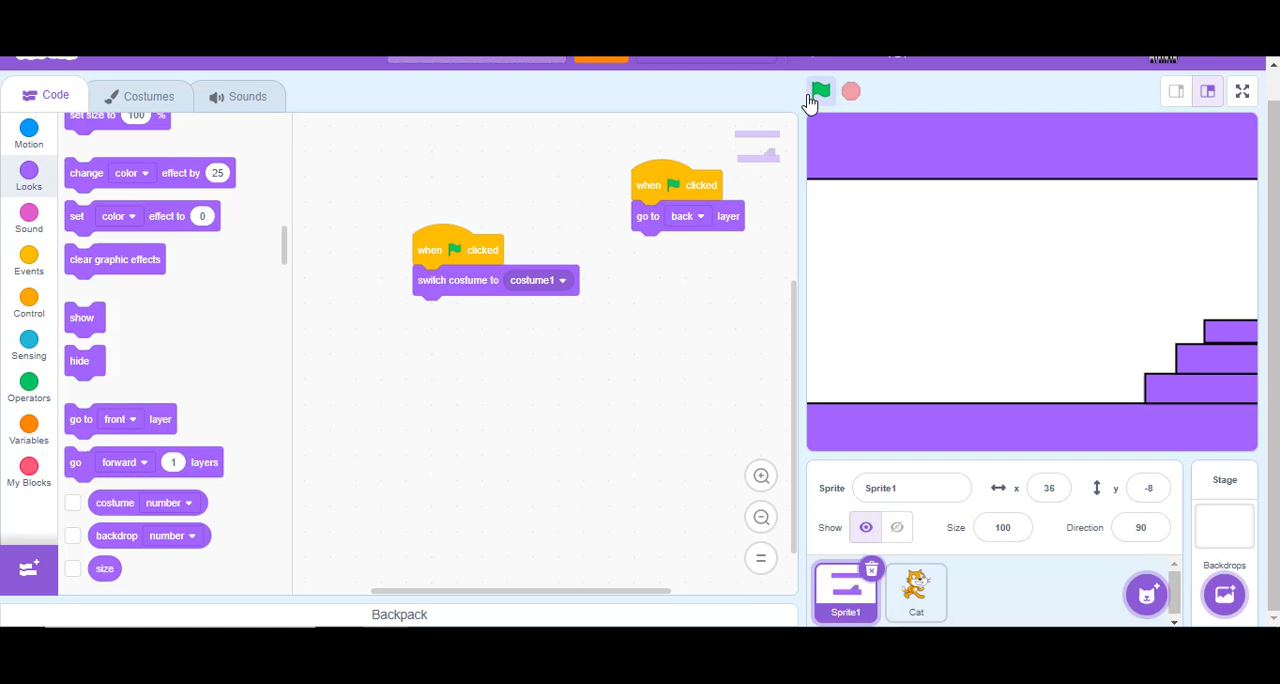 Code
Costumes
Sounds
Motion
Looks
Sound
Events
Control
Sensing
Operators
Variables
My Blocks
set size to 100 %
change color effect by 25
set color effect to 0
clear graphic effects
show
hide
go to front layer
go forward 1 layers
costume number
backdrop number
size
when clicked
switch costume to costume1
when clicked
go to back layer
Backpack
Sprite Sprite1 x 36 y -8
Show Size 100 Direction 90
Sprite1
Cat
Stage
Backdrops